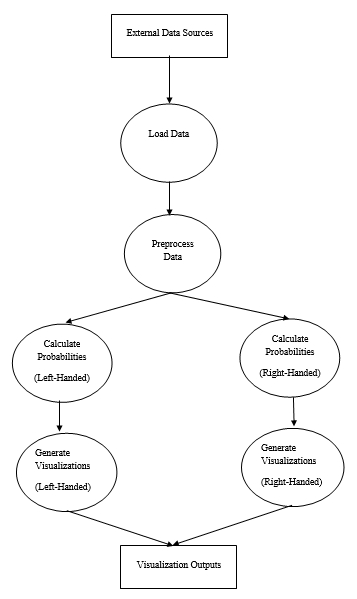 External Data Sources
Load Data
Preprocess
Data
Calculate
Probabilities
(Left-Handed)
Calculate
Probabilities
(Right-Handed)
Generate
Visualizations
(Left-Handed)
Generate
Visualizations
(Right-Handed)
Visualization Outputs